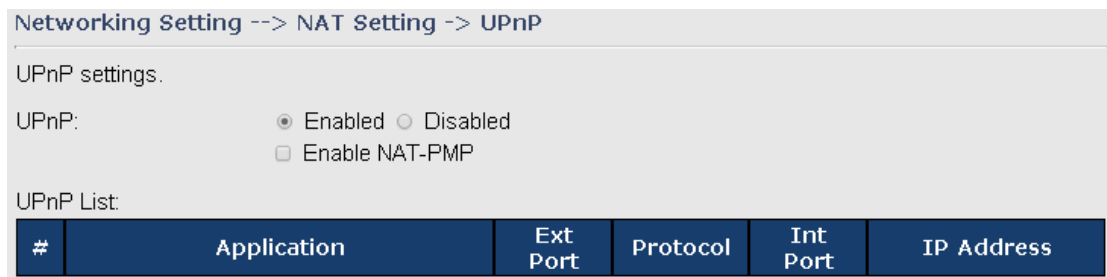 Networking Setting --> NAT Setting -> UPnP
UPnP settings.
UPnP: Enabled Disabled
Enable NAT-PMP
UPnP List:
# Application Ext Port Protocol Int Port IP Address